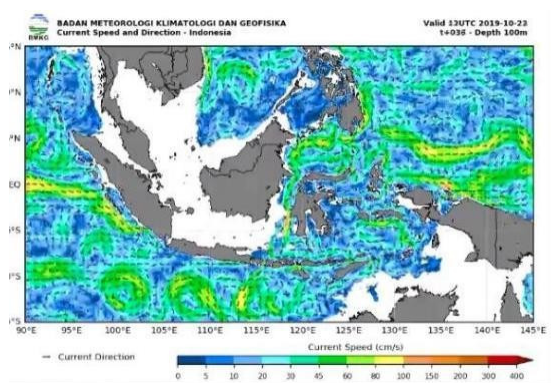 BADAN METEOROLOGI KLIMATOLOGI DAN GEOFISIKA
Current Speed and Direction - Indonesia
Valid 13UTC 2019-10-23
t+036 - Depth 100m
BMKG
°N
°N
°N
EQ
°S
°S
°S
90°E 95°E 100°E 105°E 110°E 115°E 120°E 125°E 130°E 135°E 140°E 145°E
Current Speed (cm/s)
Current Direction
0 5 10 20 30 45 60 80 100 150 200 300 400